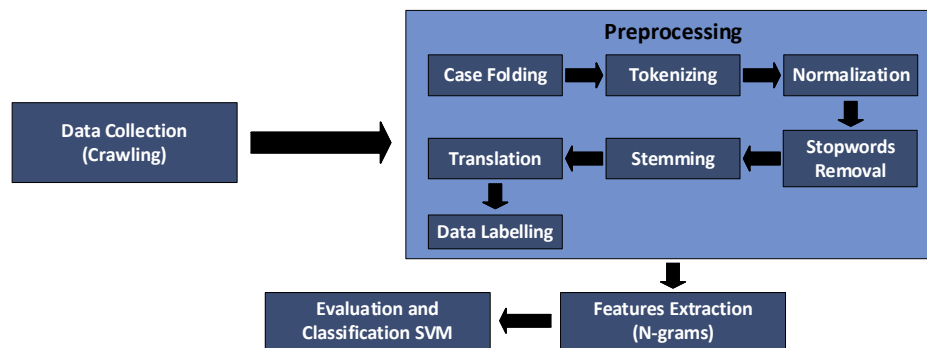 Preprocessing
Case Folding
Tokenizing
Normalization
Data Collection
(Crawling)
Stopwords
Removal
Stemming
Translation
Data Labelling
Features Extraction
(N-grams)
Evaluation and
Classification SVM